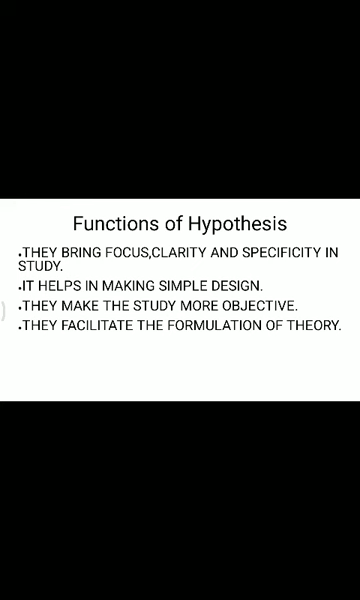 Functions of Hypothesis
•THEY BRING FOCUS,CLARITY AND SPECIFICITY IN
STUDY.
•IT HELPS IN MAKING SIMPLE DESIGN.
•THEY MAKE THE STUDY MORE OBJECTIVE.
•THEY FACILITATE THE FORMULATION OF THEORY.